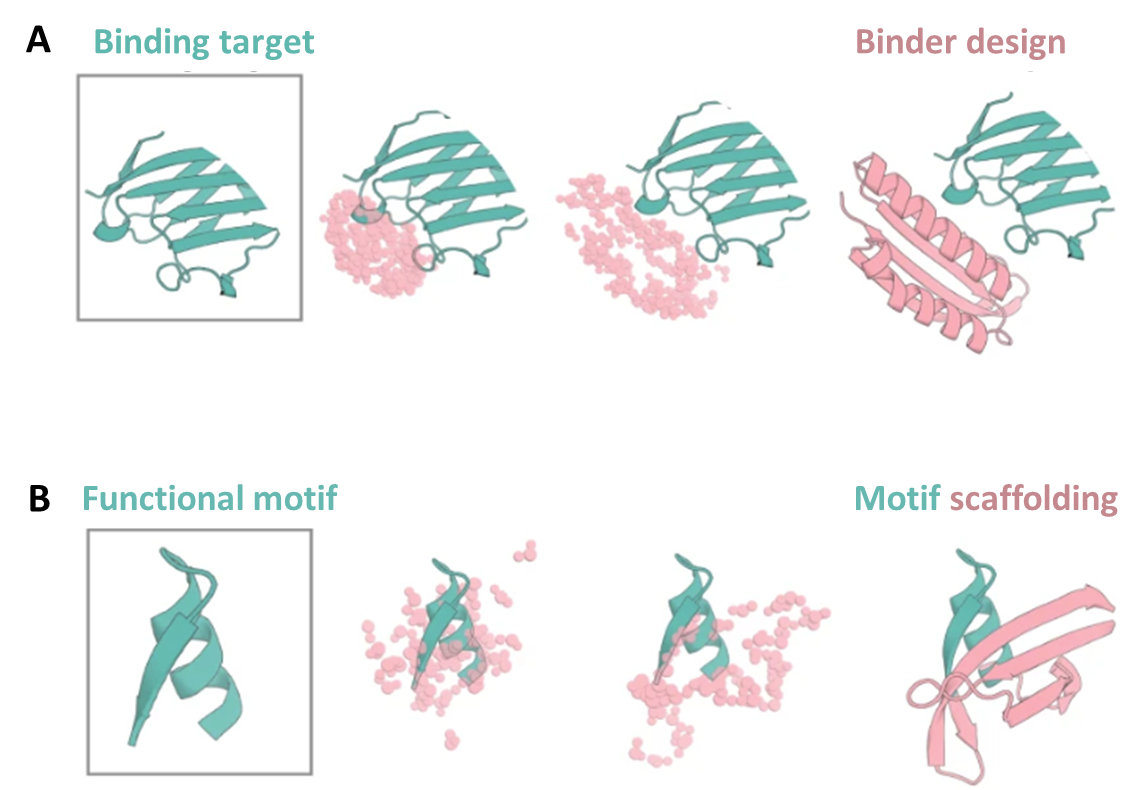 A Binding target Binder design
B Functional motif Motif scaffolding